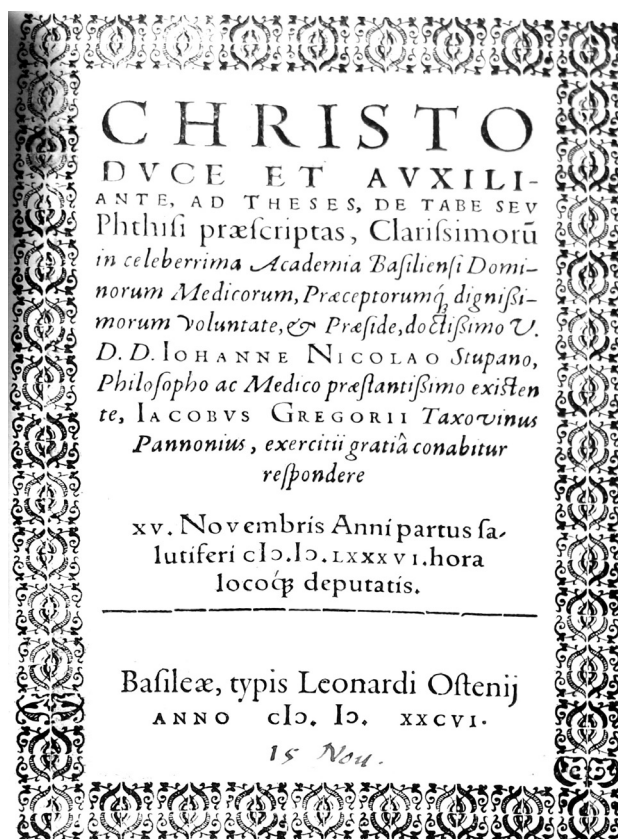 CHRISTO
DVCE ET AVXILI-
ANTE, AD THESES, DE TABE SEV
Phthisi præſcriptas, Clariſsimorũ
in celeberrima Academia Baſilienſi Domi-
norum Medicorum, Præceptorumq́; digniſsi-
morum voluntate, & Præſide, doctiſsimo V.
D. D. IOHANNE NICOLAO Stupano,
Philoſopho ac Medico præſtantiſsimo exiſten
te, IACOBVS GREGORII Taxovinus
Pannonius, exercitii gratiâ conabitur
reſpondere
XV. Novembris Anni partus ſa-
lutiferi cIↄ.Iↄ.LXXXVI. hora
locoq́; deputatis.
Baſileæ, typis Leonardi Oſtenij
ANNO cIↄ. Iↄ. XXCVI.
15 Nou.